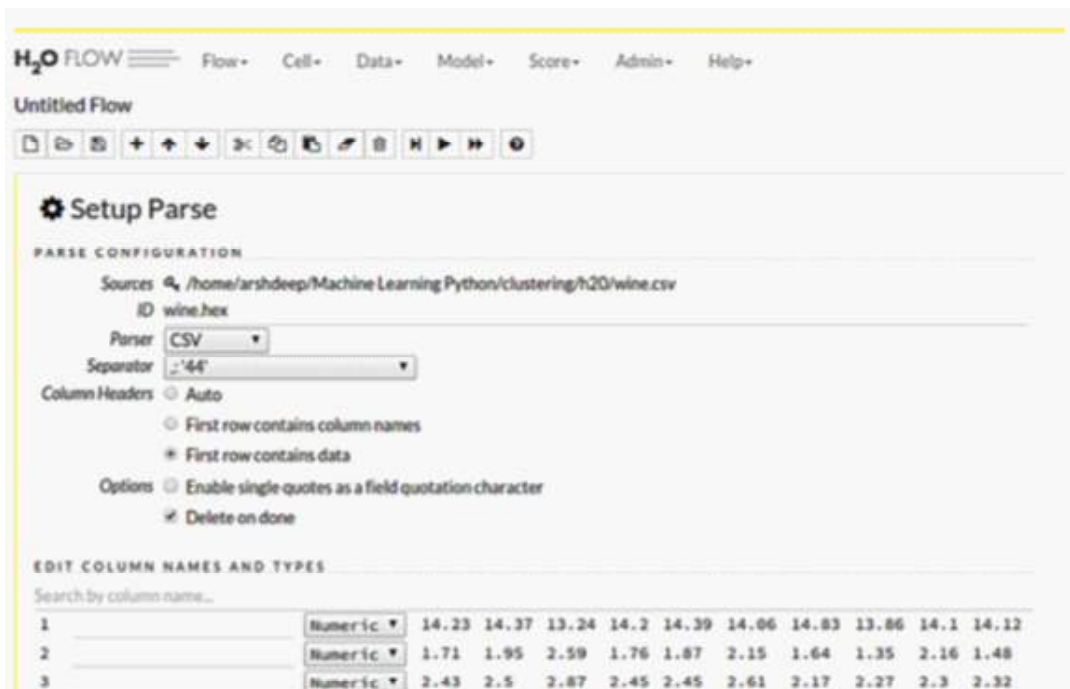 H2O FLOW Flow Cell Data Model Score Admin Help
Untitled Flow
Setup Parse
PARSE CONFIGURATION
Sources /home/arshdeep/Machine Learning Python/clustering/h20/wine.csv
ID wine.hex
Parser CSV
Separator ,: '44'
Column Headers Auto
First row contains column names
First row contains data
Options Enable single quotes as a field quotation character
Delete on done
EDIT COLUMN NAMES AND TYPES
Search by column name...
1 Numeric 14.23 14.37 13.24 14.2 14.39 14.06 14.83 13.86 14.1 14.12
2 Numeric 1.71 1.95 2.59 1.76 1.87 2.15 1.64 1.35 2.16 1.48
3 Numeric 2.43 2.5 2.87 2.45 2.45 2.61 2.17 2.27 2.3 2.32